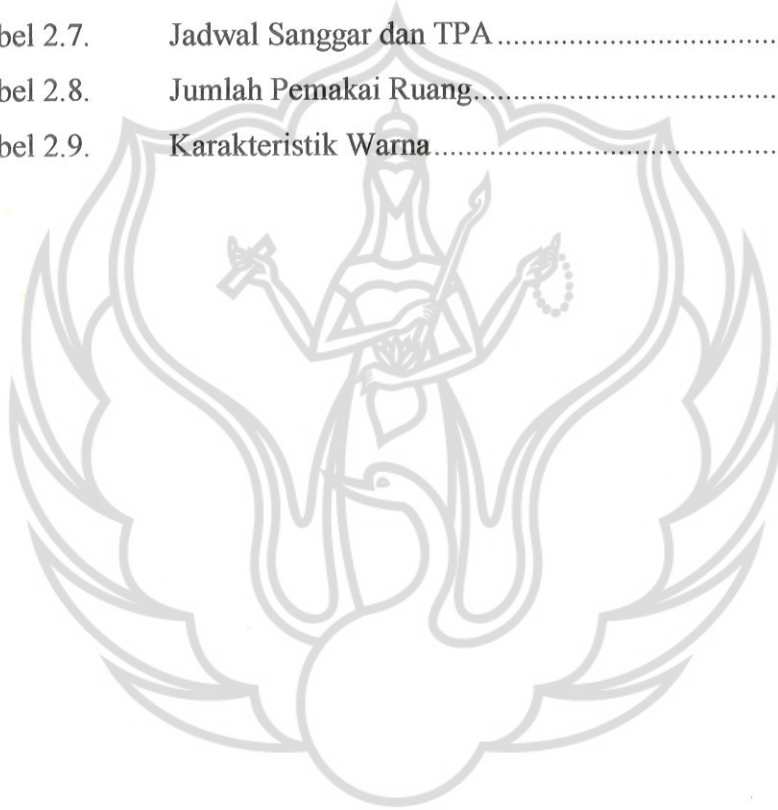 bel 2.7. Jadwal Sanggar dan TPA ....................................
bel 2.8. Jumlah Pemakai Ruang.......................................
bel 2.9. Karakteristik Warna............................................